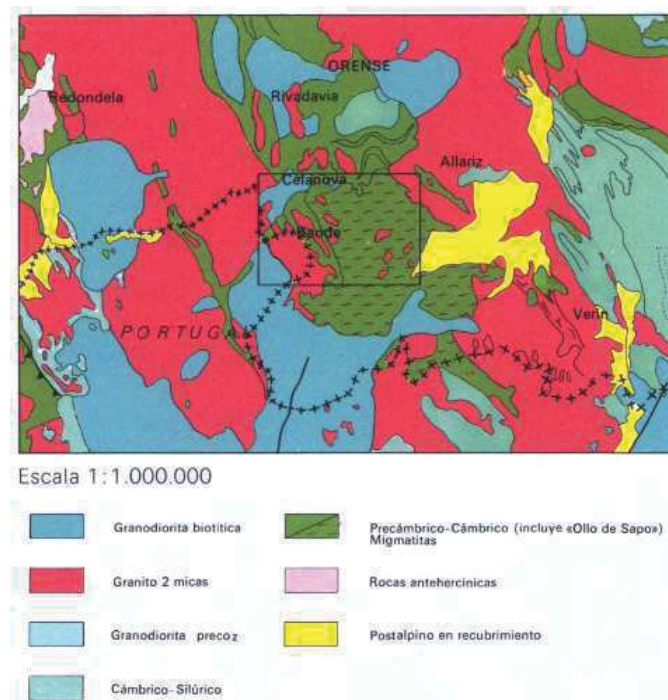 ORENSE
Redondela
Rivadavia
Allariz
Celanova
Bande
Verín
PORTUGAL
Escala 1:1.000.000
Granodiorita biotítica
Precámbrico-Cámbrico (incluye «Ollo de Sapo»)
Migmatitas
Granito 2 micas
Rocas antehercínicas
Granodiorita precoz
Postalpino en recubrimiento
Cámbrico-Silúrico